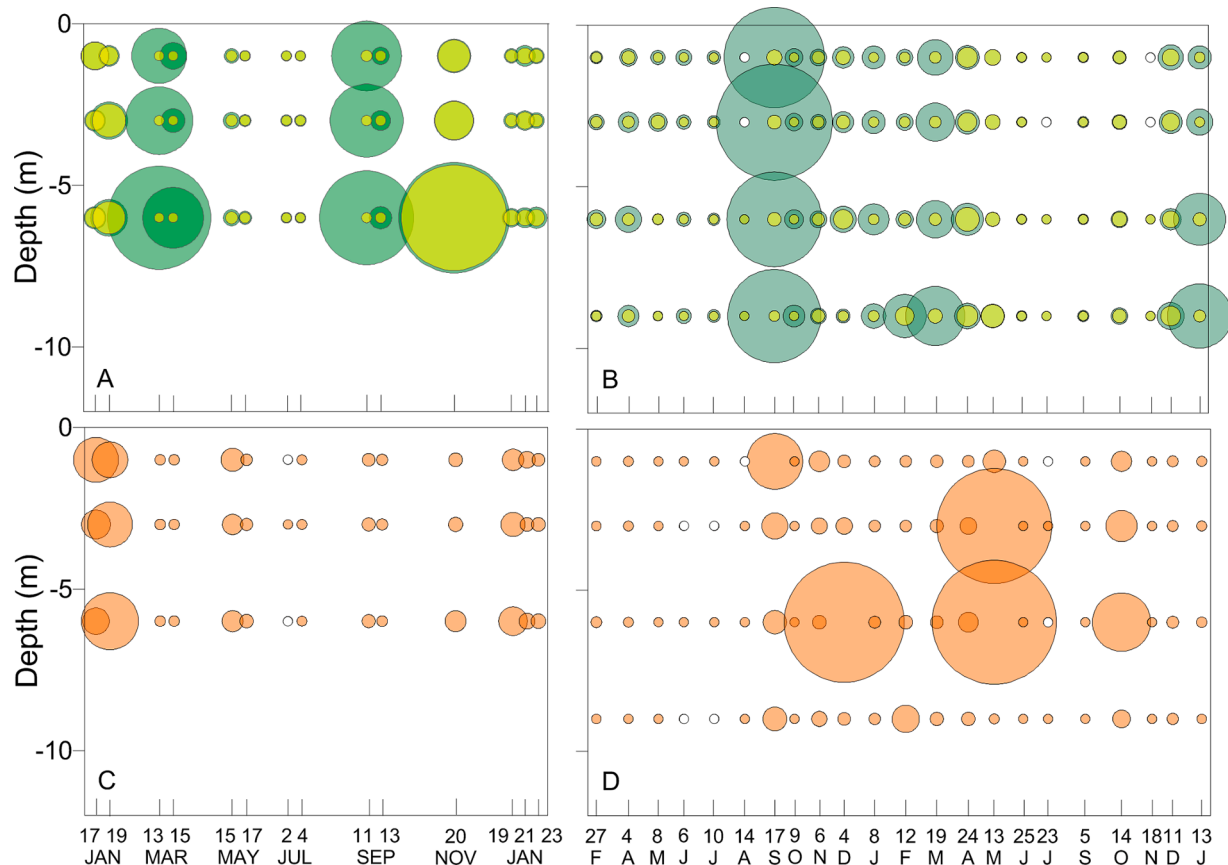 0
-5
-10
Depth (m)
A
B
0
-5
-10
Depth (m)
C
D
17 19 13 15 15 17 2 4 11 13 20 19 21 23
JAN MAR MAY JUL SEP NOV JAN
27 4 8 6 10 14 17 9 6 4 8 12 19 24 13 25 23 5 14 18 11 13
F A M J J A S O N D J F M A M J J S O N D J